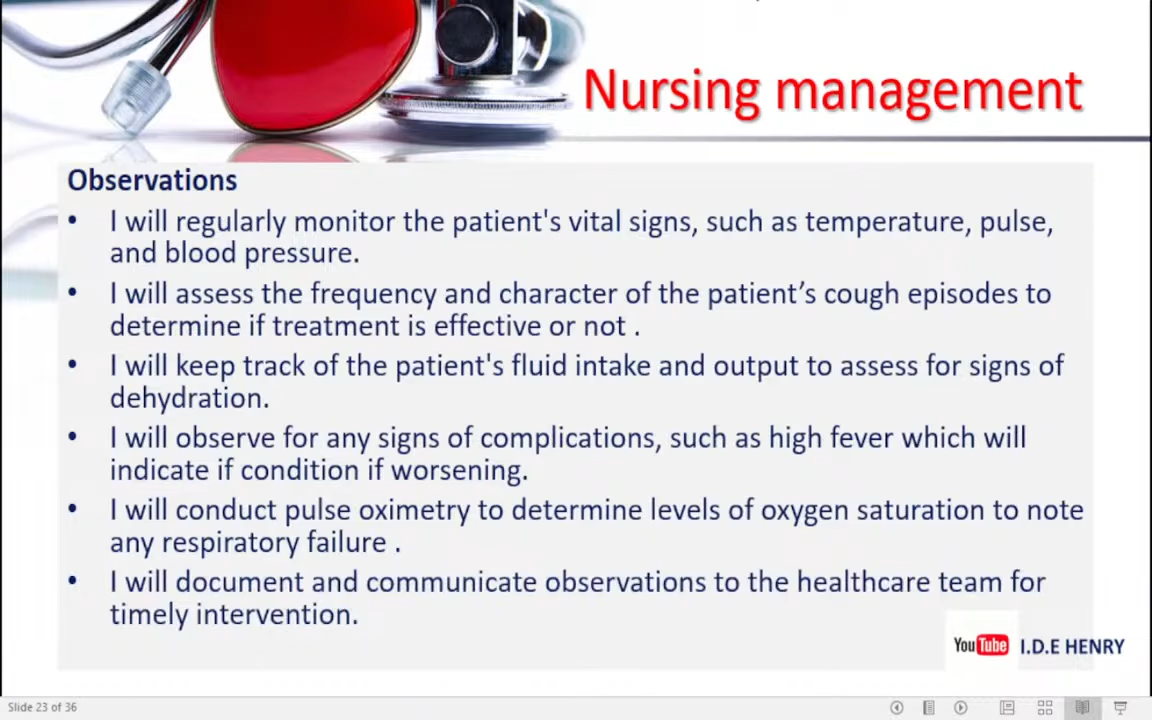 Nursing management
Observations
• I will regularly monitor the patient's vital signs, such as temperature, pulse,
and blood pressure.
• I will assess the frequency and character of the patient’s cough episodes to
determine if treatment is effective or not .
• I will keep track of the patient's fluid intake and output to assess for signs of
dehydration.
• I will observe for any signs of complications, such as high fever which will
indicate if condition if worsening.
• I will conduct pulse oximetry to determine levels of oxygen saturation to note
any respiratory failure .
• I will document and communicate observations to the healthcare team for
timely intervention.
YouTube I.D.E HENRY
Slide 23 of 36